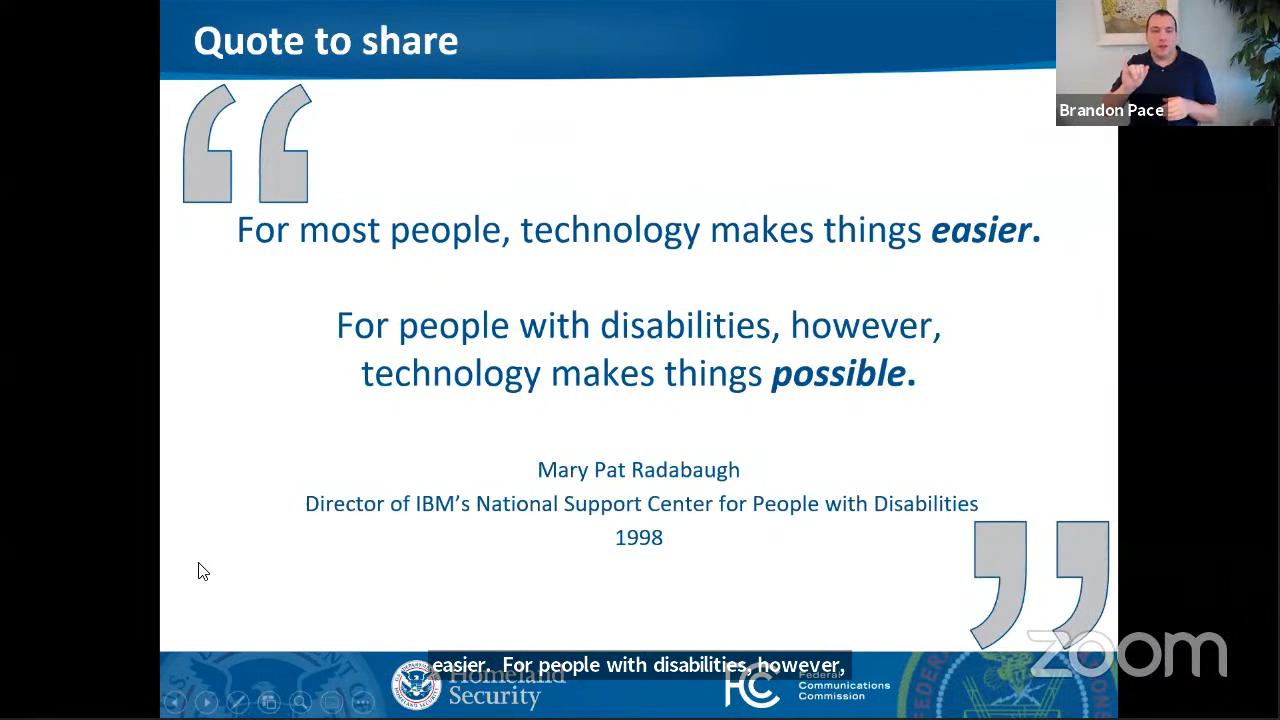 Quote to share
Brandon Pace
For most people, technology makes things easier.
For people with disabilities, however,
technology makes things possible.
Mary Pat Radabaugh
Director of IBM’s National Support Center for People with Disabilities
1998
zoom
easier. For people with disabilities, however,
Homeland
Security
FC
Federal
Communications
Commission